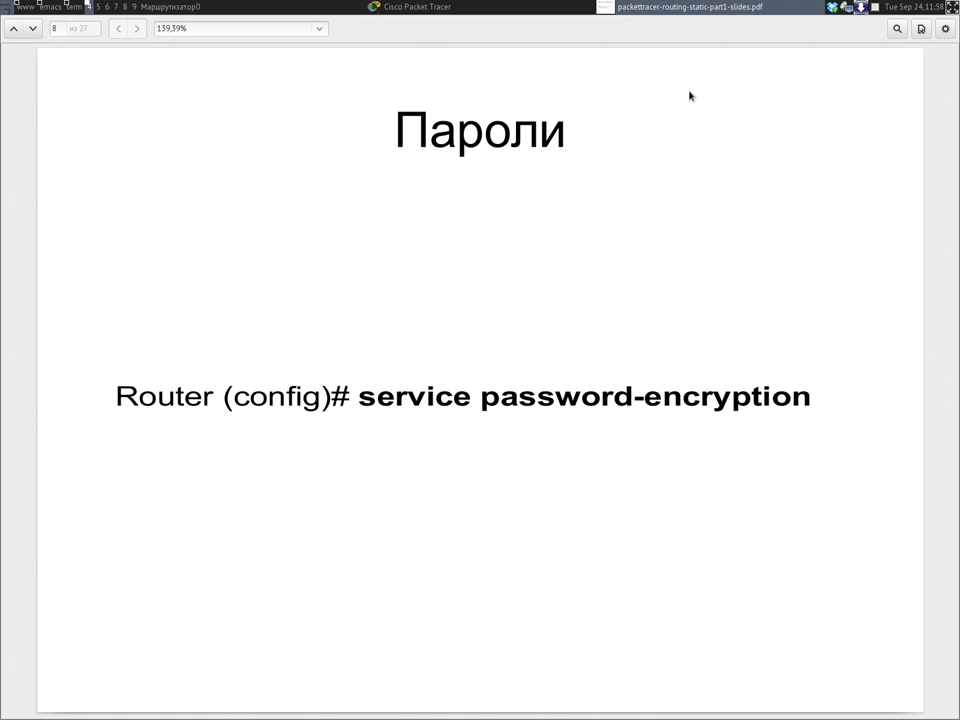 www emacs Term 4 5 6 7 8 9 Маршрутизатор0
Cisco Packet Tracer
packettracer-routing-static-part1-slides.pdf
Tue Sep 24, 11:58
8 из 27
139,39%
Пароли
Router (config)# service password-encryption